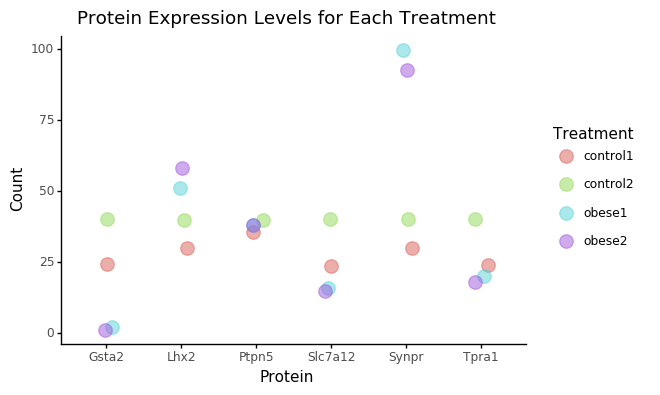 Protein Expression Levels for Each Treatment
100
75
50
25
0
Count
Gsta2 Lhx2 Ptpn5 Slc7a12 Synpr Tpra1
Protein
Treatment
control1
control2
obese1
obese2